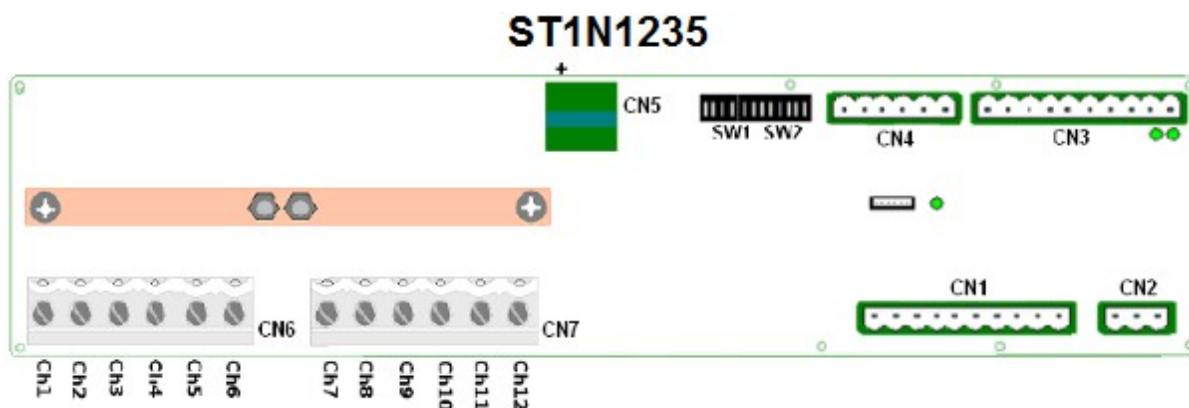 ST1N1235
+
CN5
SW1 SW2
CN4
CN3
CN1
CN2
CN6
CN7
Ch1
Ch2
Ch3
Ch4
Ch5
Ch6
Ch7
Ch8
Ch9
Ch10
Ch11
Ch12